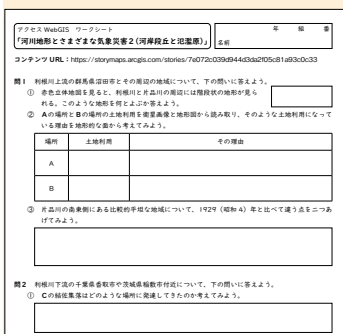 アクセス WebGIS ワークシート
「河川地形とさまざまな気象災害2（河岸段丘と氾濫原）」
年 組 番
名前
コンテンツ URL：https://storymaps.arcgis.com/stories/7e072c039d944d3da2f05c81a93c0c33
問1 利根川上流の群馬県沼田市とその周辺の地域について、下の問いに答えよう。
① 赤色立体地図を見ると、利根川と片品川の周辺には階段状の地形が見ら
れる。このような地形を何とよぶか答えよう。
② Aの場所とBの場所の土地利用を衛星画像と地形図から読み取り、そのような土地利用になって
いる理由を地形的な面から考えてみよう。
場所 土地利用 その理由
A
B
③ 片品川の南東側にある比較的平坦な地域について、1929（昭和4）年と比べて違う点を二つあ
げてみよう。
問2 利根川下流の千葉県香取市や茨城県稲敷市付近について、下の問いに答えよう。
① Cの結佐集落はどのような場所に発達してきたのか考えてみよう。